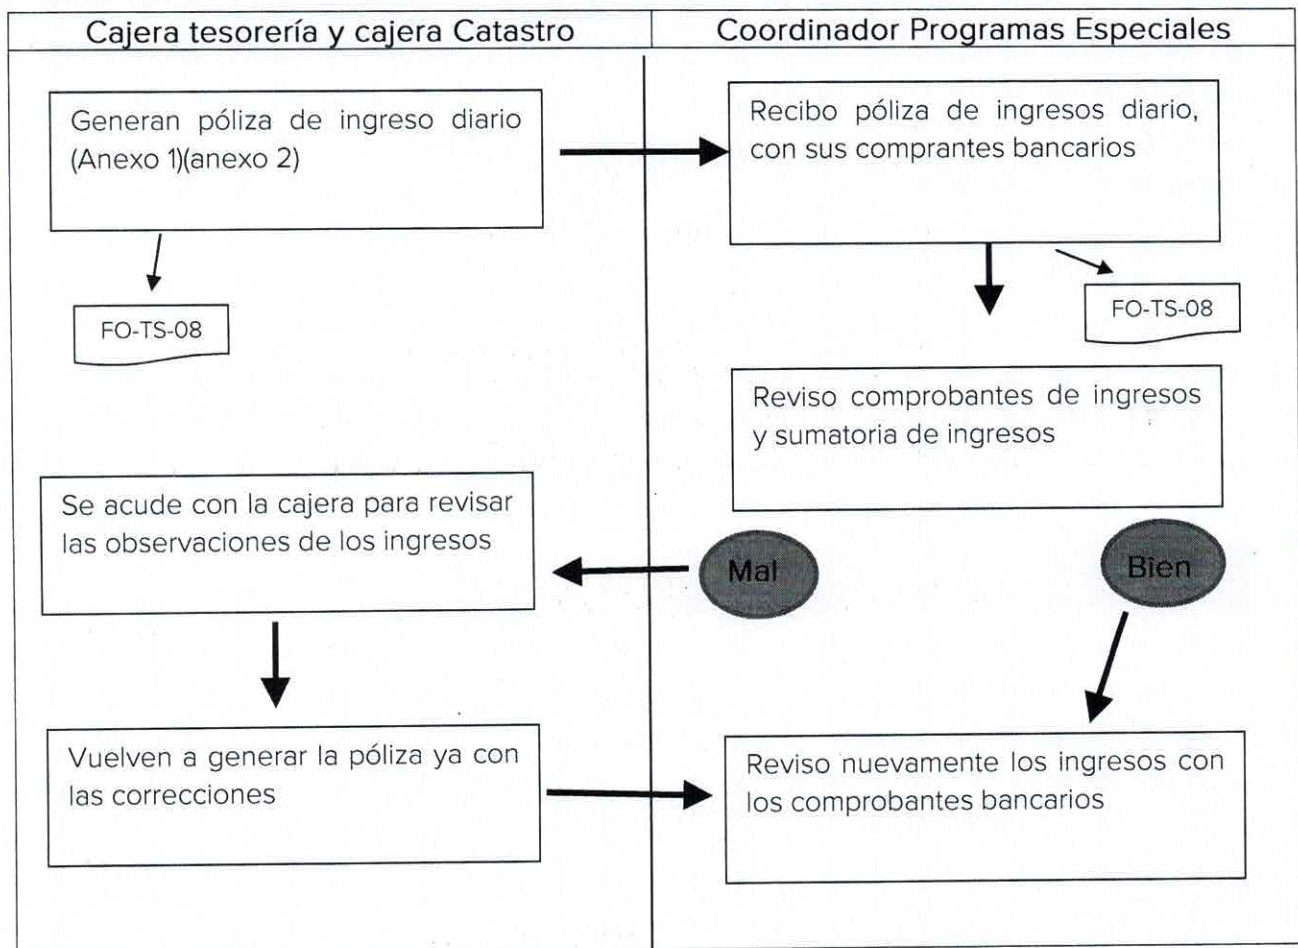 Cajera tesorería y cajera Catastro
Coordinador Programas Especiales
Generan póliza de ingreso diario
(Anexo 1)(anexo 2)
Recibo póliza de ingresos diario,
con sus comprantes bancarios
FO-TS-08
FO-TS-08
Reviso comprobantes de ingresos
y sumatoria de ingresos
Se acude con la cajera para revisar
las observaciones de los ingresos
Mal
Bien
Vuelven a generar la póliza ya con
las correcciones
Reviso nuevamente los ingresos con
los comprobantes bancarios